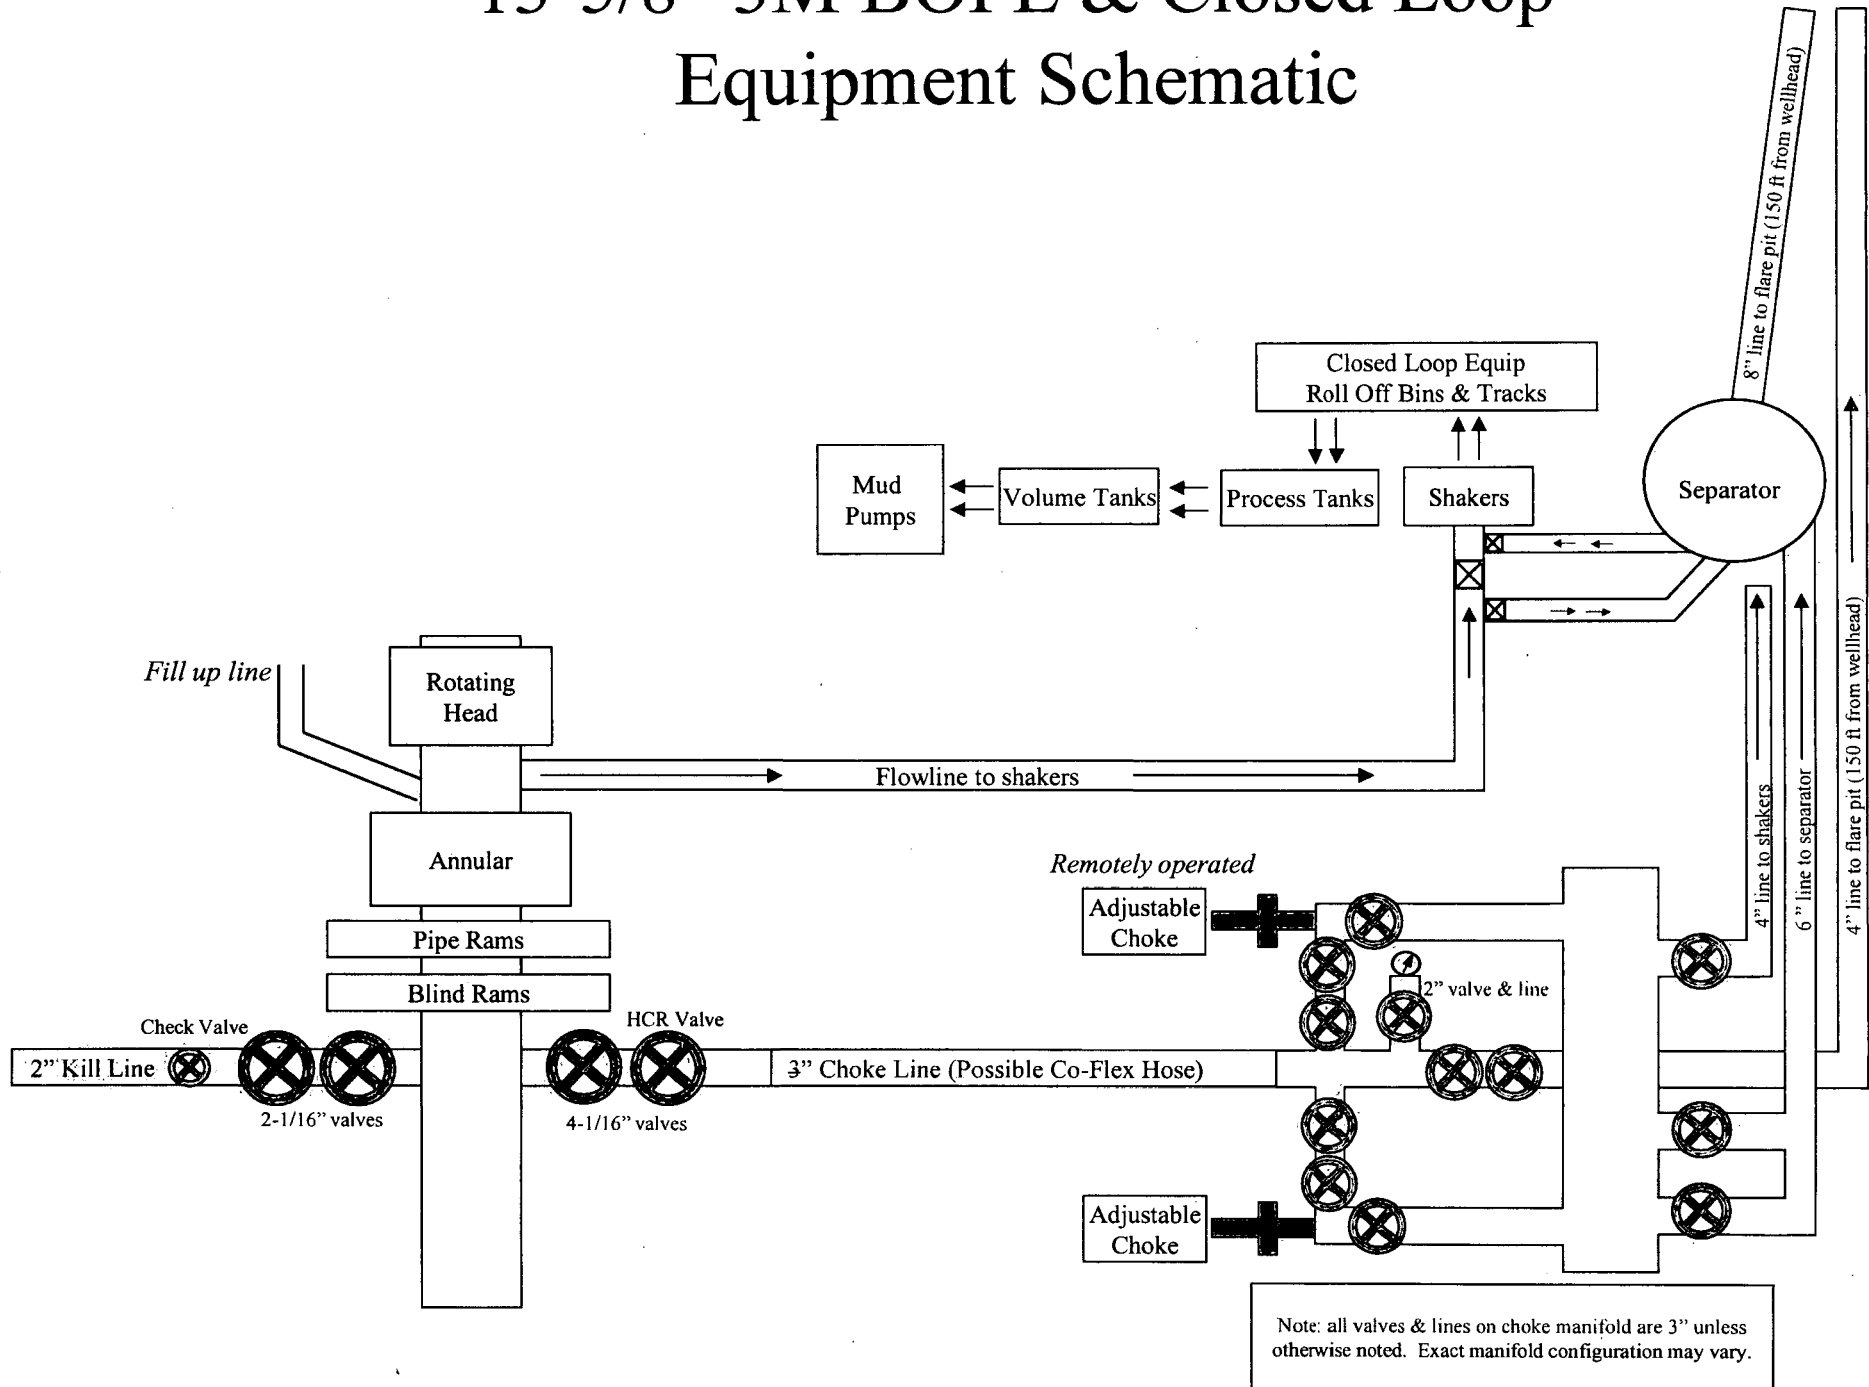 Equipment Schematic
8” line to flare pit (150 ft from wellhead)
Closed Loop Equip
Roll Off Bins & Tracks
Mud
Pumps
Volume Tanks
Process Tanks
Shakers
Separator
Fill up line
Rotating
Head
Flowline to shakers
4” line to shakers
6 ” line to separator
4” line to flare pit (150 ft from wellhead)
Annular
Remotely operated
Adjustable
Choke
Pipe Rams
Blind Rams
2” valve & line
Check Valve
HCR Valve
2” Kill Line
3” Choke Line (Possible Co-Flex Hose)
2-1/16” valves
4-1/16” valves
Adjustable
Choke
Note: all valves & lines on choke manifold are 3” unless
otherwise noted. Exact manifold configuration may vary.